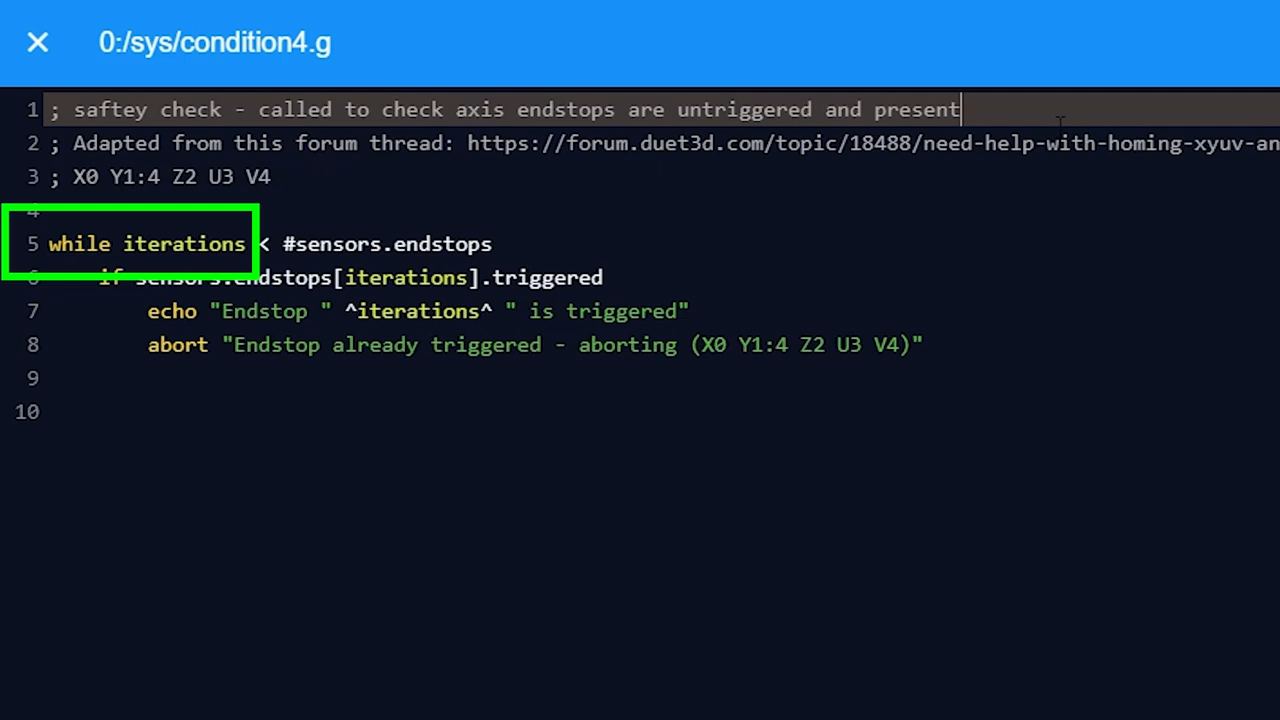 0:/sys/condition4.g
1 ; saftey check - called to check axis endstops are untriggered and present
2 ; Adapted from this forum thread: https://forum.duet3d.com/topic/18488/need-help-with-homing-xyuv-an
3 ; X0 Y1:4 Z2 U3 V4
4
5 while iterations < #sensors.endstops
6 if sensors.endstops[iterations].triggered
7 echo "Endstop " ^iterations^ " is triggered"
8 abort "Endstop already triggered - aborting (X0 Y1:4 Z2 U3 V4)"
9
10